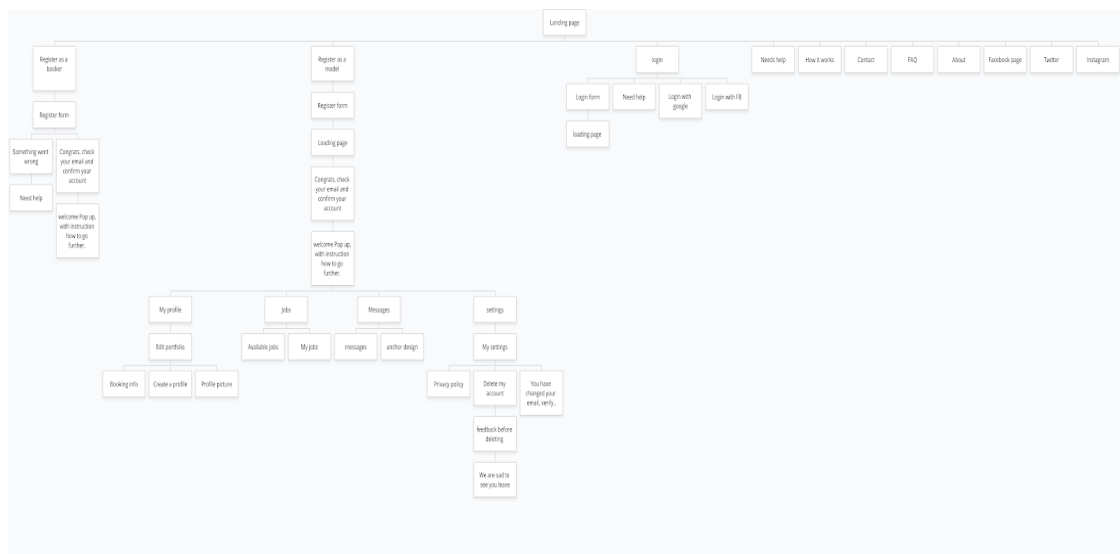 Landing page
Register as a
booker
Register as a
model
login
Needs help
How it works
Contact
FAQ
About
Facebook page
Twitter
Instagram
Register form
Something went
wrong
Need help
Congrats, check
your email and
confirm your
account
welcome Pop up,
with instruction
how to go
further.
Register form
Loading page
Congrats, check
your email and
confirm your
account
welcome Pop up,
with instruction
how to go
further.
Login form
loading page
Need help
Login with
google
Login with FB
My profile
Edit portfolio
Booking info
Create a profile
Profile picture
Jobs
Available jobs
My jobs
Messages
messages
anchor design
settings
My settings
Privacy policy
Delete my
account
feedback before
deleting
We are sad to
see you leave
You have
changed your
email, verify..